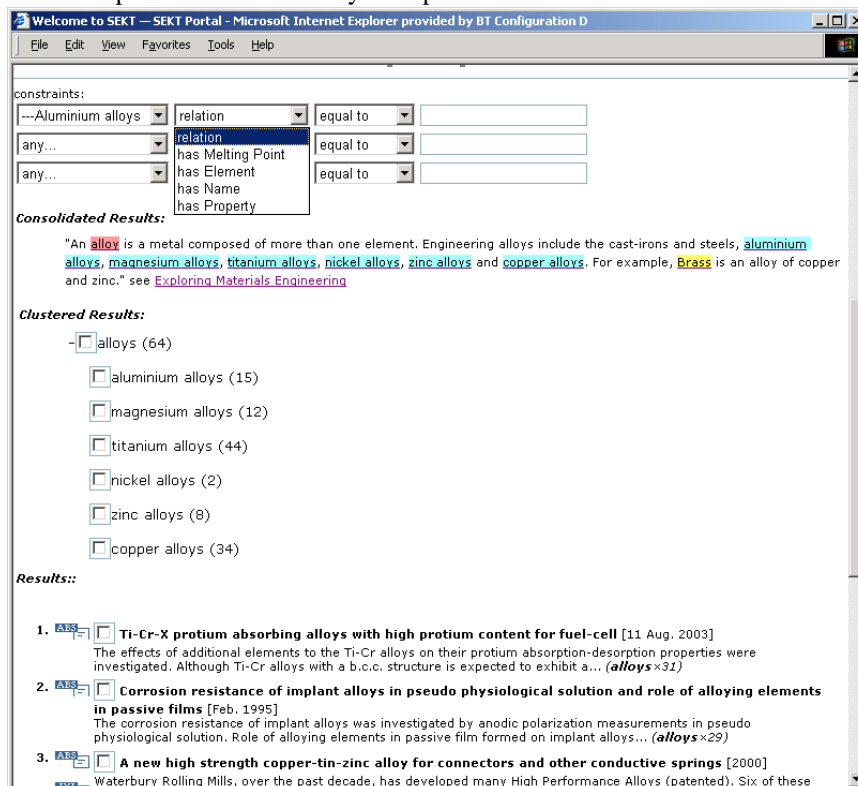 Welcome to SEKT — SEKT Portal - Microsoft Internet Explorer provided by BT Configuration D
File Edit View Favorites Tools Help
constraints:
---Aluminium alloys relation equal to
any... relation equal to
has Melting Point
any... has Element equal to
has Name
has Property
Consolidated Results:
"An alloy is a metal composed of more than one element. Engineering alloys include the cast-irons and steels, aluminium
alloys, magnesium alloys, titanium alloys, nickel alloys, zinc alloys and copper alloys. For example, Brass is an alloy of copper
and zinc." see Exploring Materials Engineering
Clustered Results:
-alloys (64)
aluminium alloys (15)
magnesium alloys (12)
titanium alloys (44)
nickel alloys (2)
zinc alloys (8)
copper alloys (34)
Results::
1. ABS Ti-Cr-X protium absorbing alloys with high protium content for fuel-cell [11 Aug. 2003]
The effects of additional elements to the Ti-Cr alloys on their protium absorption-desorption properties were
investigated. Although Ti-Cr alloys with a b.c.c. structure is expected to exhibit a... (alloys×31)
2. ABS Corrosion resistance of implant alloys in pseudo physiological solution and role of alloying elements
in passive films [Feb. 1995]
The corrosion resistance of implant alloys was investigated by anodic polarization measurements in pseudo
physiological solution. Role of alloying elements in passive film formed on implant alloys... (alloys×29)
3. ABS A new high strength copper-tin-zinc alloy for connectors and other conductive springs [2000]
Waterbury Rolling Mills, over the past decade, has developed many High Performance Alloys (patented). Six of these